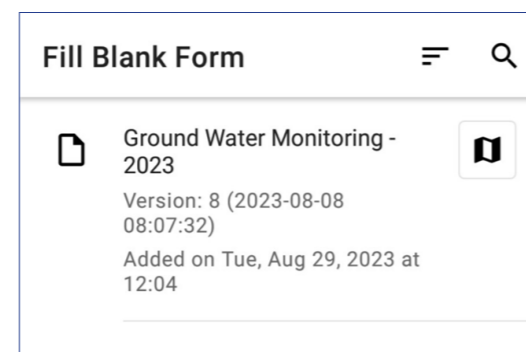 Fill Blank Form
Ground Water Monitoring -
2023
Version: 8 (2023-08-08
08:07:32)
Added on Tue, Aug 29, 2023 at
12:04